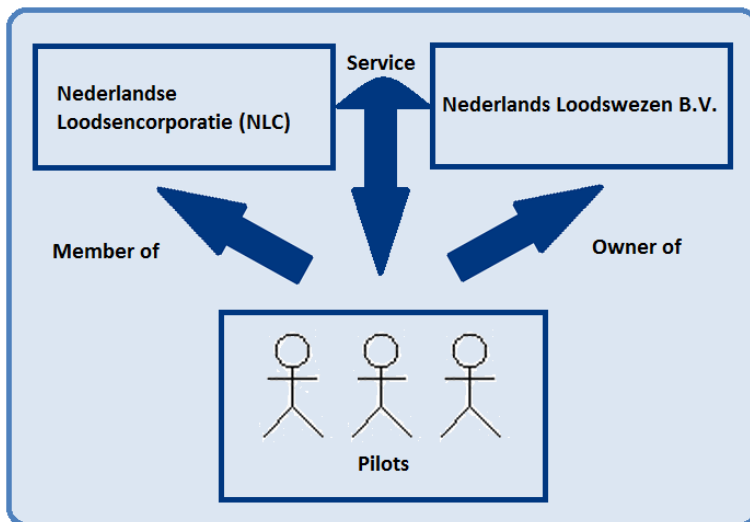 Service
Nederlandse
Loodsencorporatie (NLC)
Nederlands Loodswezen B.V.
Member of
Owner of
Pilots